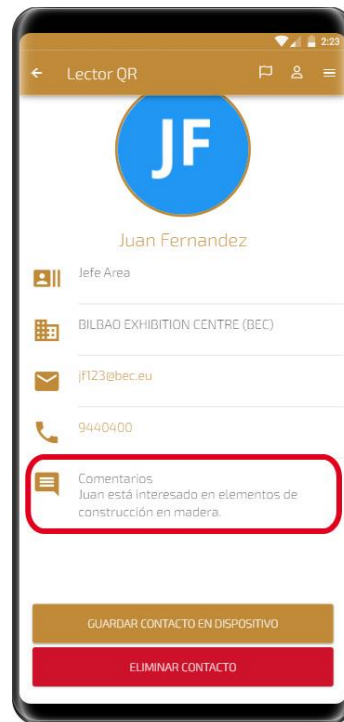 2:23
Lector QR
JF
Juan Fernandez
Jefe Area
BILBAO EXHIBITION CENTRE (BEC)
jf123@bec.eu
9440400
Comentarios
Juan está interesado en elementos de
construcción en madera.
GUARDAR CONTACTO EN DISPOSITIVO
ELIMINAR CONTACTO